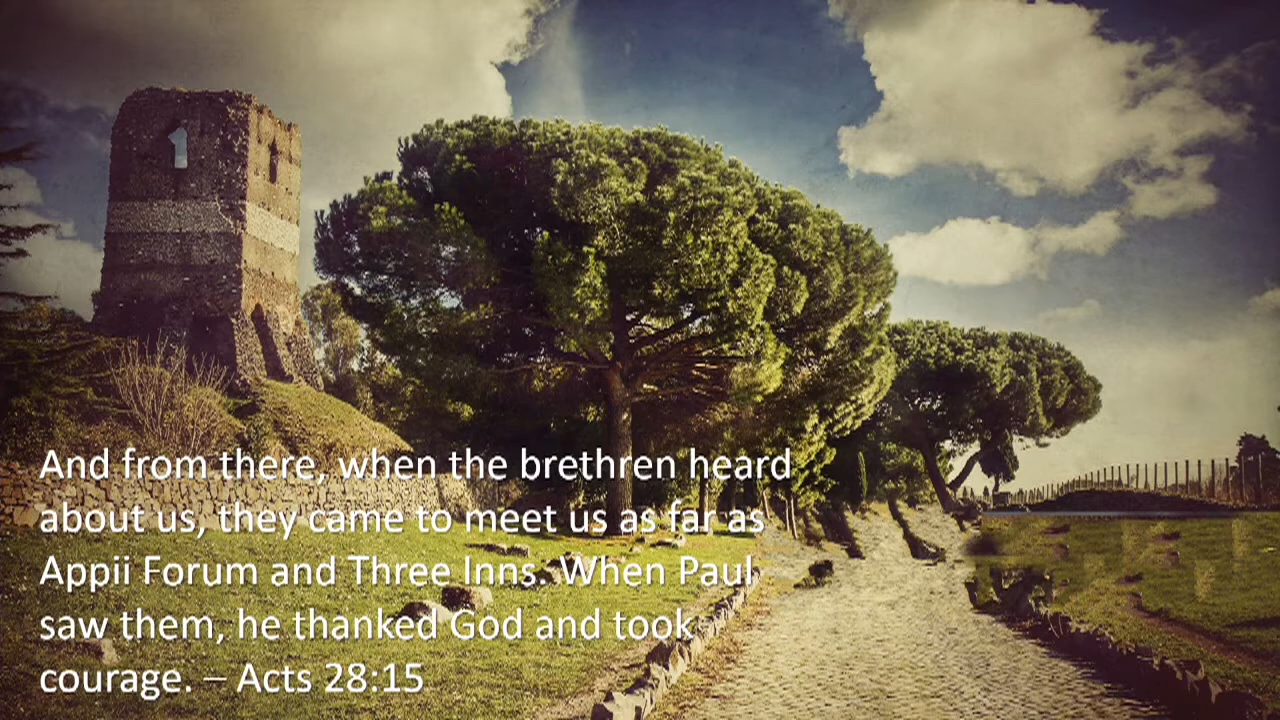 And from there, when the brethren heard
about us, they came to meet us as far as
Appii Forum and Three Inns. When Paul
saw them, he thanked God and took
courage. – Acts 28:15